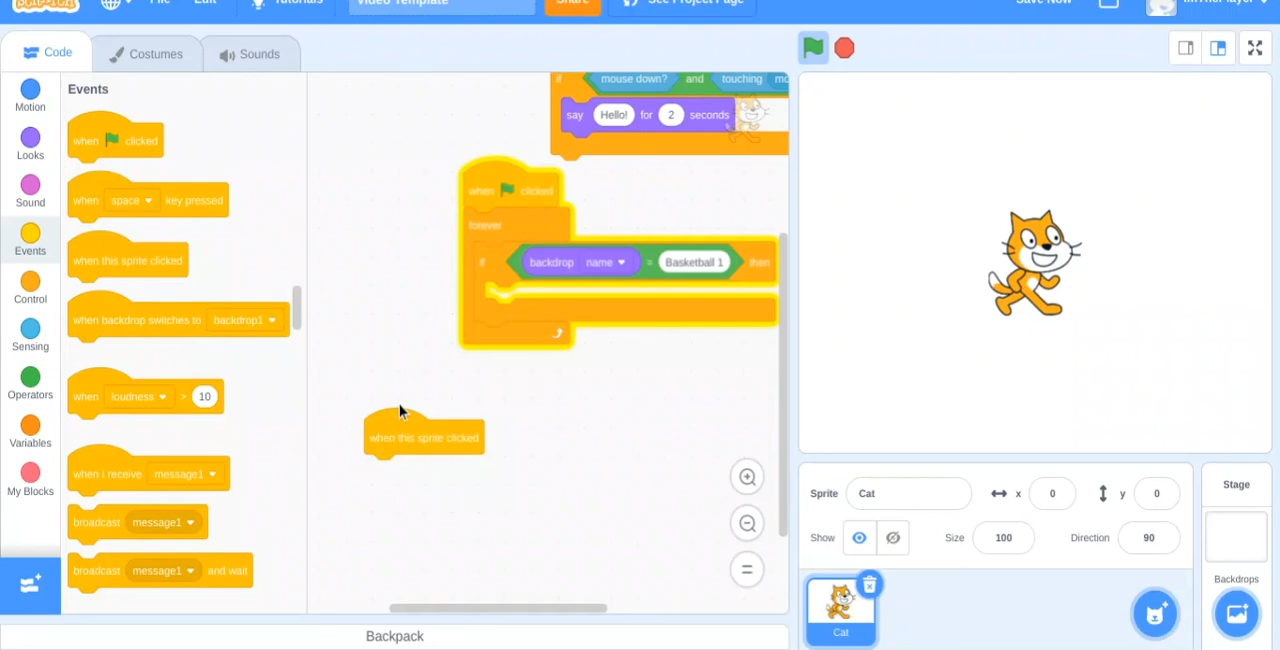 SCRATCH File Edit Tutorials Video Template Share See Project Page Save Now
Code Costumes Sounds
Motion
Looks
Sound
Events
Control
Sensing
Operators
Variables
My Blocks
Events
when clicked
when space key pressed
when this sprite clicked
when backdrop switches to backdrop1
when loudness > 10
when I receive message1
broadcast message1
broadcast message1 and wait
if mouse down? and touching
say Hello! for 2 seconds
when clicked
forever
if backdrop name = Basketball 1 then
when this sprite clicked
Backpack
Sprite Cat x 0 y 0
Show Size 100 Direction 90
Cat
Stage
Backdrops